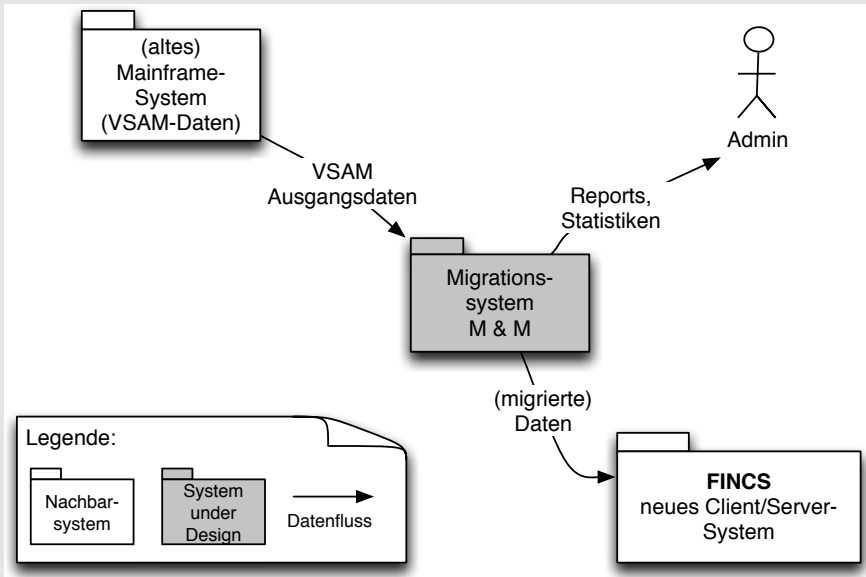 (altes)
Mainframe-
System
(VSAM-Daten)
Admin
VSAM
Ausgangsdaten
Reports,
Statistiken
Migrations-
system
M & M
(migrierte)
Daten
FINCS
neues Client/Server-
System
Legende:
Nachbar-
system
System
under
Design
Datenfluss